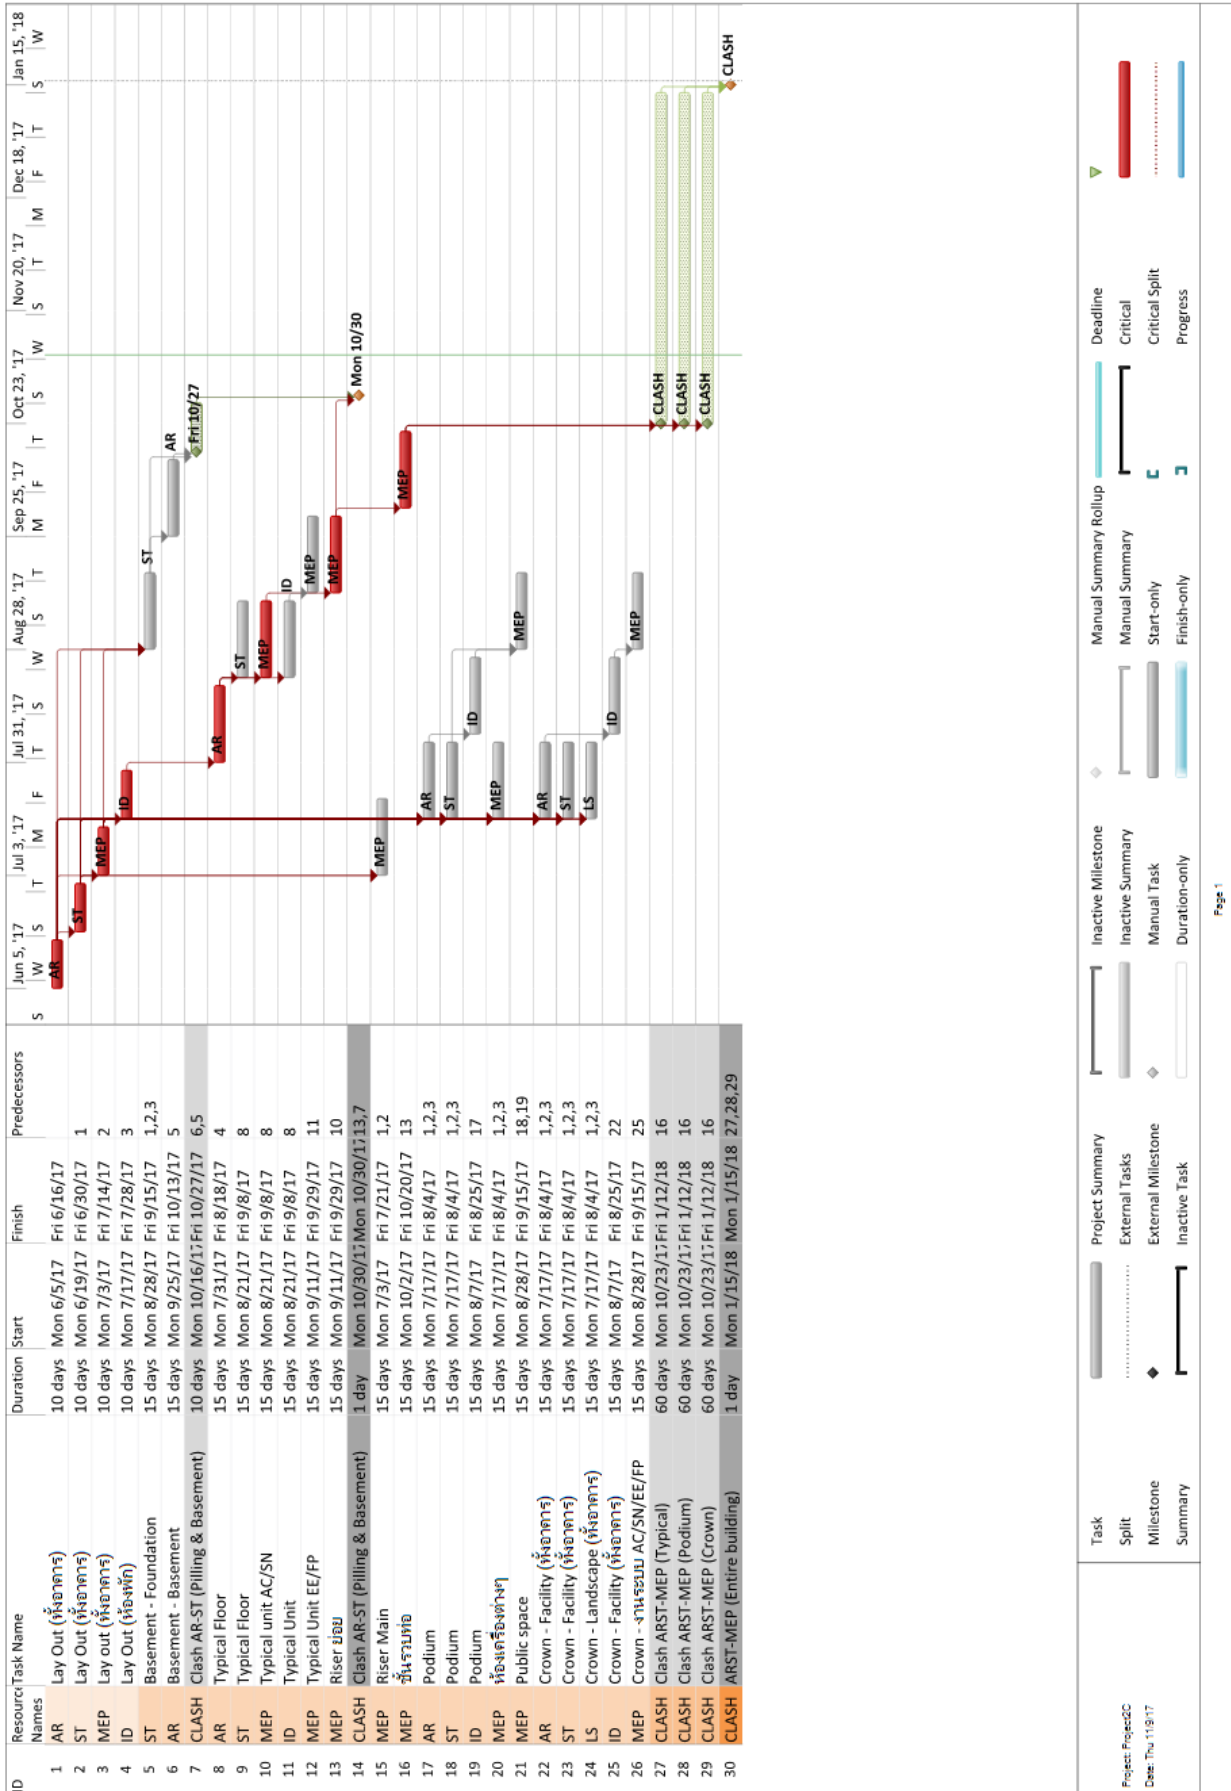 ID Resource Names Task Name Duration Start Finish Predecessors
Jun 5, '17 Jul 3, '17 Jul 31, '17 Aug 28, '17 Sep 25, '17 Oct 23, '17 Nov 20, '17 Dec 18, '17 Jan 15, '18
S W S T M F T S W S T M F T S W S T M F T S W
1 AR Lay Out (ทั้งอาคาร) 10 days Mon 6/5/17 Fri 6/16/17
2 ST Lay Out (ทั้งอาคาร) 10 days Mon 6/19/17 Fri 6/30/17 1
3 MEP Lay out (ทั้งอาคาร) 10 days Mon 7/3/17 Fri 7/14/17 2
4 ID Lay Out (ห้องพัก) 10 days Mon 7/17/17 Fri 7/28/17 3
5 ST Basement - Foundation 15 days Mon 8/28/17 Fri 9/15/17 1,2,3
6 AR Basement - Basement 15 days Mon 9/25/17 Fri 10/13/17 5
7 CLASH Clash AR-ST (Pilling & Basement) 10 days Mon 10/16/17 Fri 10/27/17 6,5
8 AR Typical Floor 15 days Mon 7/31/17 Fri 8/18/17 4
9 ST Typical Floor 15 days Mon 8/21/17 Fri 9/8/17 8
10 MEP Typical unit AC/SN 15 days Mon 8/21/17 Fri 9/8/17 8
11 ID Typical Unit 15 days Mon 8/21/17 Fri 9/8/17 8
12 MEP Typical Unit EE/FP 15 days Mon 9/11/17 Fri 9/29/17 11
13 MEP Riser ย่อย 15 days Mon 9/11/17 Fri 9/29/17 10
14 CLASH Clash AR-ST (Pilling & Basement) 1 day Mon 10/30/17 Mon 10/30/17 13,7
15 MEP Riser Main 15 days Mon 7/3/17 Fri 7/21/17 1,2
16 MEP ชั้นรวบท่อ 15 days Mon 10/2/17 Fri 10/20/17 13
17 AR Podium 15 days Mon 7/17/17 Fri 8/4/17 1,2,3
18 ST Podium 15 days Mon 7/17/17 Fri 8/4/17 1,2,3
19 ID Podium 15 days Mon 8/7/17 Fri 8/25/17 17
20 MEP ห้องเครื่องต่างๆ 15 days Mon 7/17/17 Fri 8/4/17 1,2,3
21 MEP Public space 15 days Mon 8/28/17 Fri 9/15/17 18,19
22 AR Crown - Facility (ทั้งอาคาร) 15 days Mon 7/17/17 Fri 8/4/17 1,2,3
23 ST Crown - Facility (ทั้งอาคาร) 15 days Mon 7/17/17 Fri 8/4/17 1,2,3
24 LS Crown - Landscape (ทั้งอาคาร) 15 days Mon 7/17/17 Fri 8/4/17 1,2,3
25 ID Crown - Facility (ทั้งอาคาร) 15 days Mon 8/7/17 Fri 8/25/17 22
26 MEP Crown - งานระบบ AC/SN/EE/FP 15 days Mon 8/28/17 Fri 9/15/17 25
27 CLASH Clash ARST-MEP (Typical) 60 days Mon 10/23/17 Fri 1/12/18 16
28 CLASH Clash ARST-MEP (Podium) 60 days Mon 10/23/17 Fri 1/12/18 16
29 CLASH Clash ARST-MEP (Crown) 60 days Mon 10/23/17 Fri 1/12/18 16
30 CLASH ARST-MEP (Entire building) 1 day Mon 1/15/18 Mon 1/15/18 27,28,29
AR
ST
MEP
ID
ST
AR
Fri 10/27
AR
ST
MEP
ID
MEP
MEP
Mon 10/30
MEP
MEP
AR
ST
ID
MEP
MEP
AR
ST
LS
ID
MEP
CLASH
CLASH
CLASH
CLASH
Project: Project2C
Date: Thu 11/9/17
Task Project Summary Inactive Milestone Manual Summary Rollup Deadline
Split External Tasks Inactive Summary Manual Summary Critical
Milestone External Milestone Manual Task Start-only Critical Split
Summary Inactive Task Duration-only Finish-only Progress
Page 1